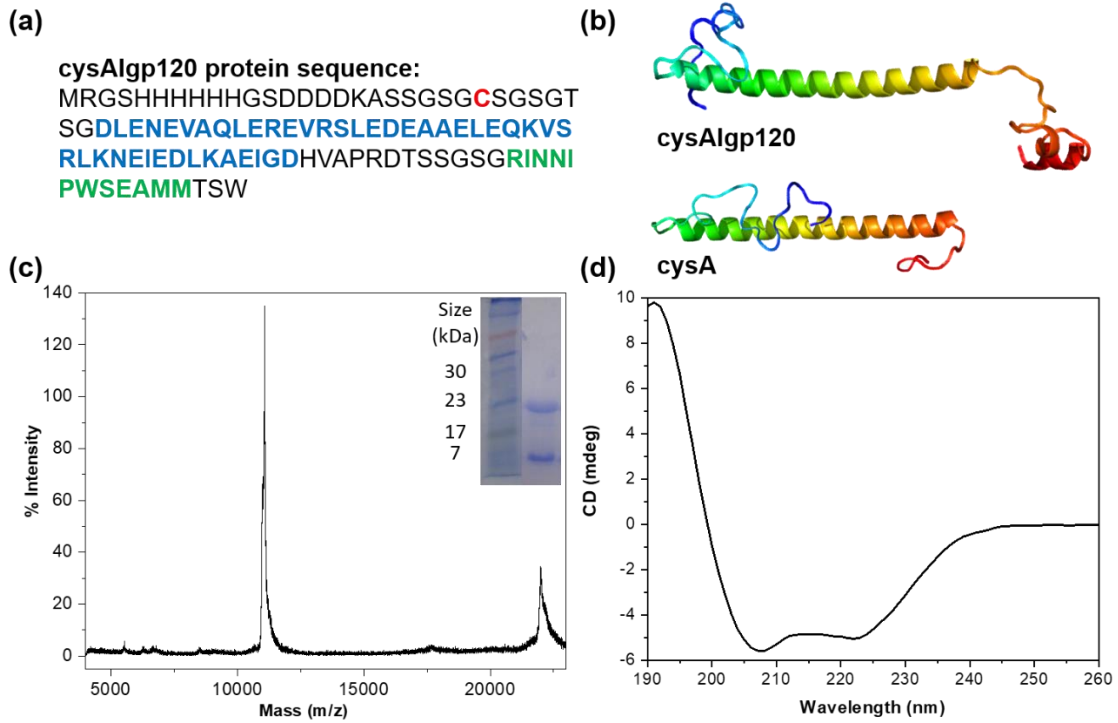 (a)
cysAIgp120 protein sequence:
MRGSHHHHHHGSDDDDKASSGSGCSGSGT
SGDLENEVAQLEREVRSLEDEAAELEQKVS
RLKNEIEDLKAEIGDHVAPRDTSSGSGRINNI
PWSEAMMTSW
(b)
cysAIgp120
cysA
(c)
140
120
100
80
60
40
20
0
% Intensity
5000 10000 15000 20000
Mass (m/z)
Size
(kDa)
30
23
17
7
(d)
10
8
6
4
2
0
-2
-4
-6
CD (mdeg)
190 200 210 220 230 240 250 260
Wavelength (nm)